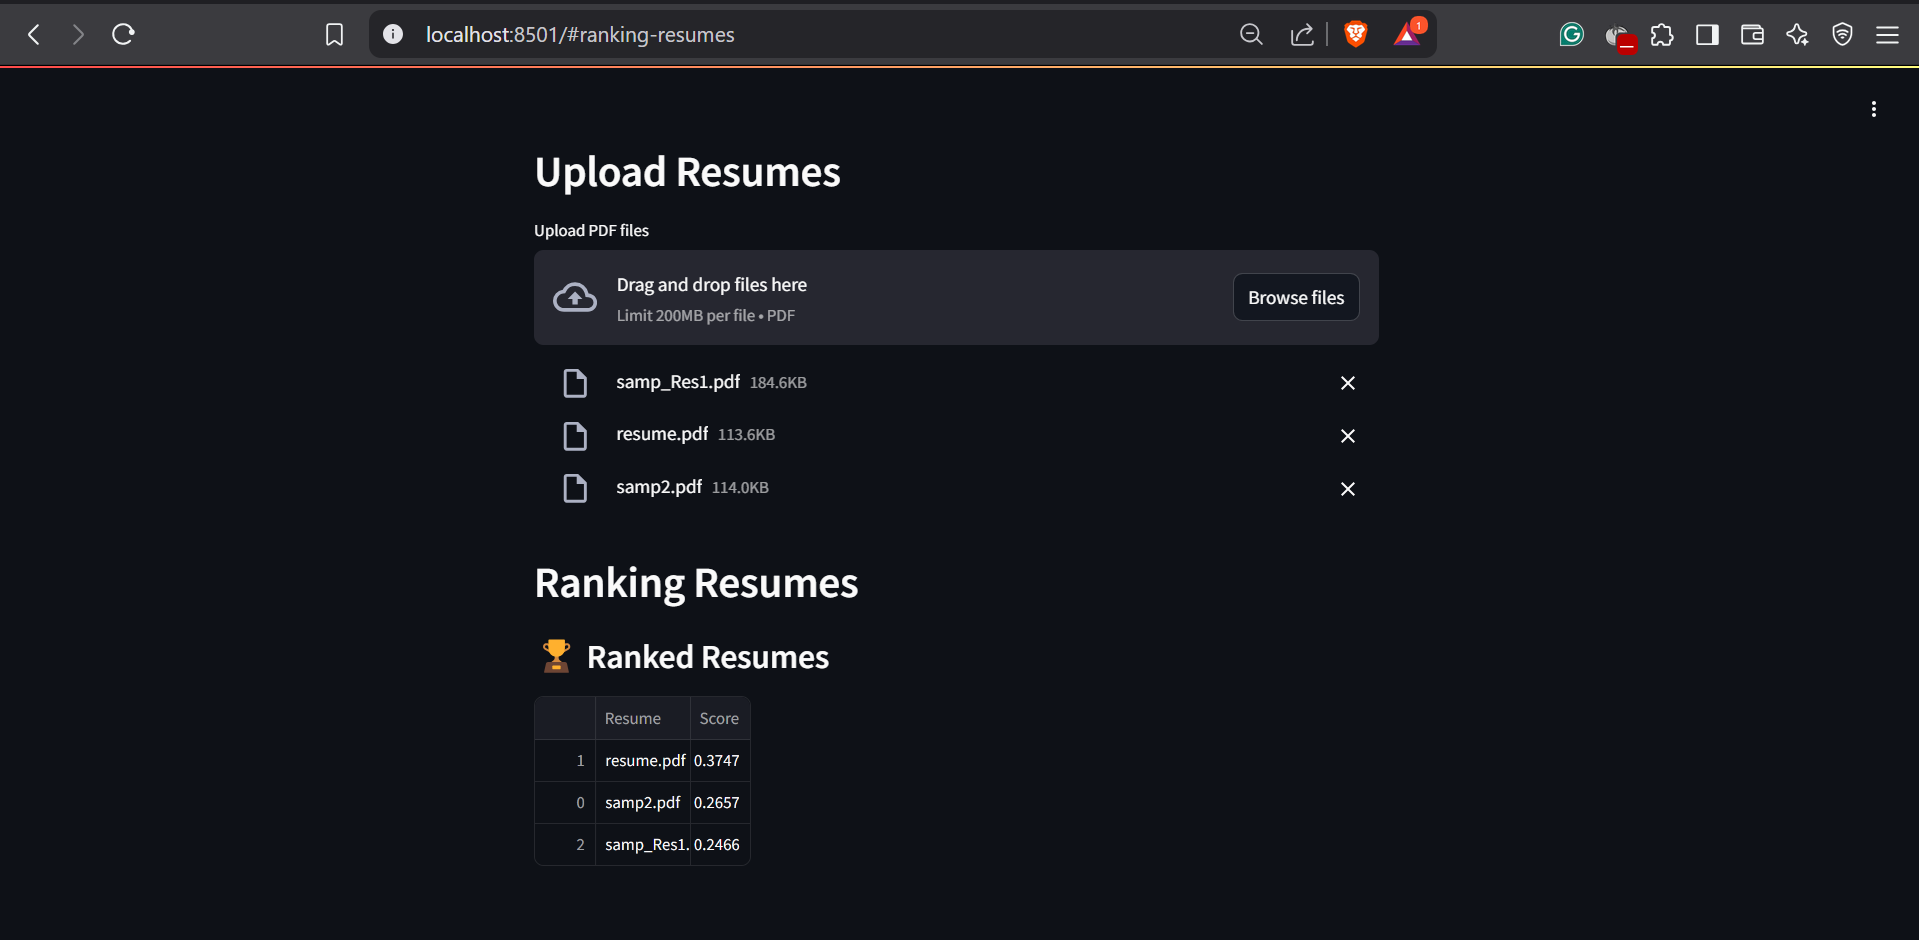 localhost:8501/#ranking-resumes
1
Upload Resumes
Upload PDF files
Drag and drop files here
Limit 200MB per file • PDF
Browse files
samp_Res1.pdf 184.6KB
resume.pdf 113.6KB
samp2.pdf 114.0KB
Ranking Resumes
Ranked Resumes
Resume Score
1 resume.pdf 0.3747
0 samp2.pdf 0.2657
2 samp_Res1. 0.2466